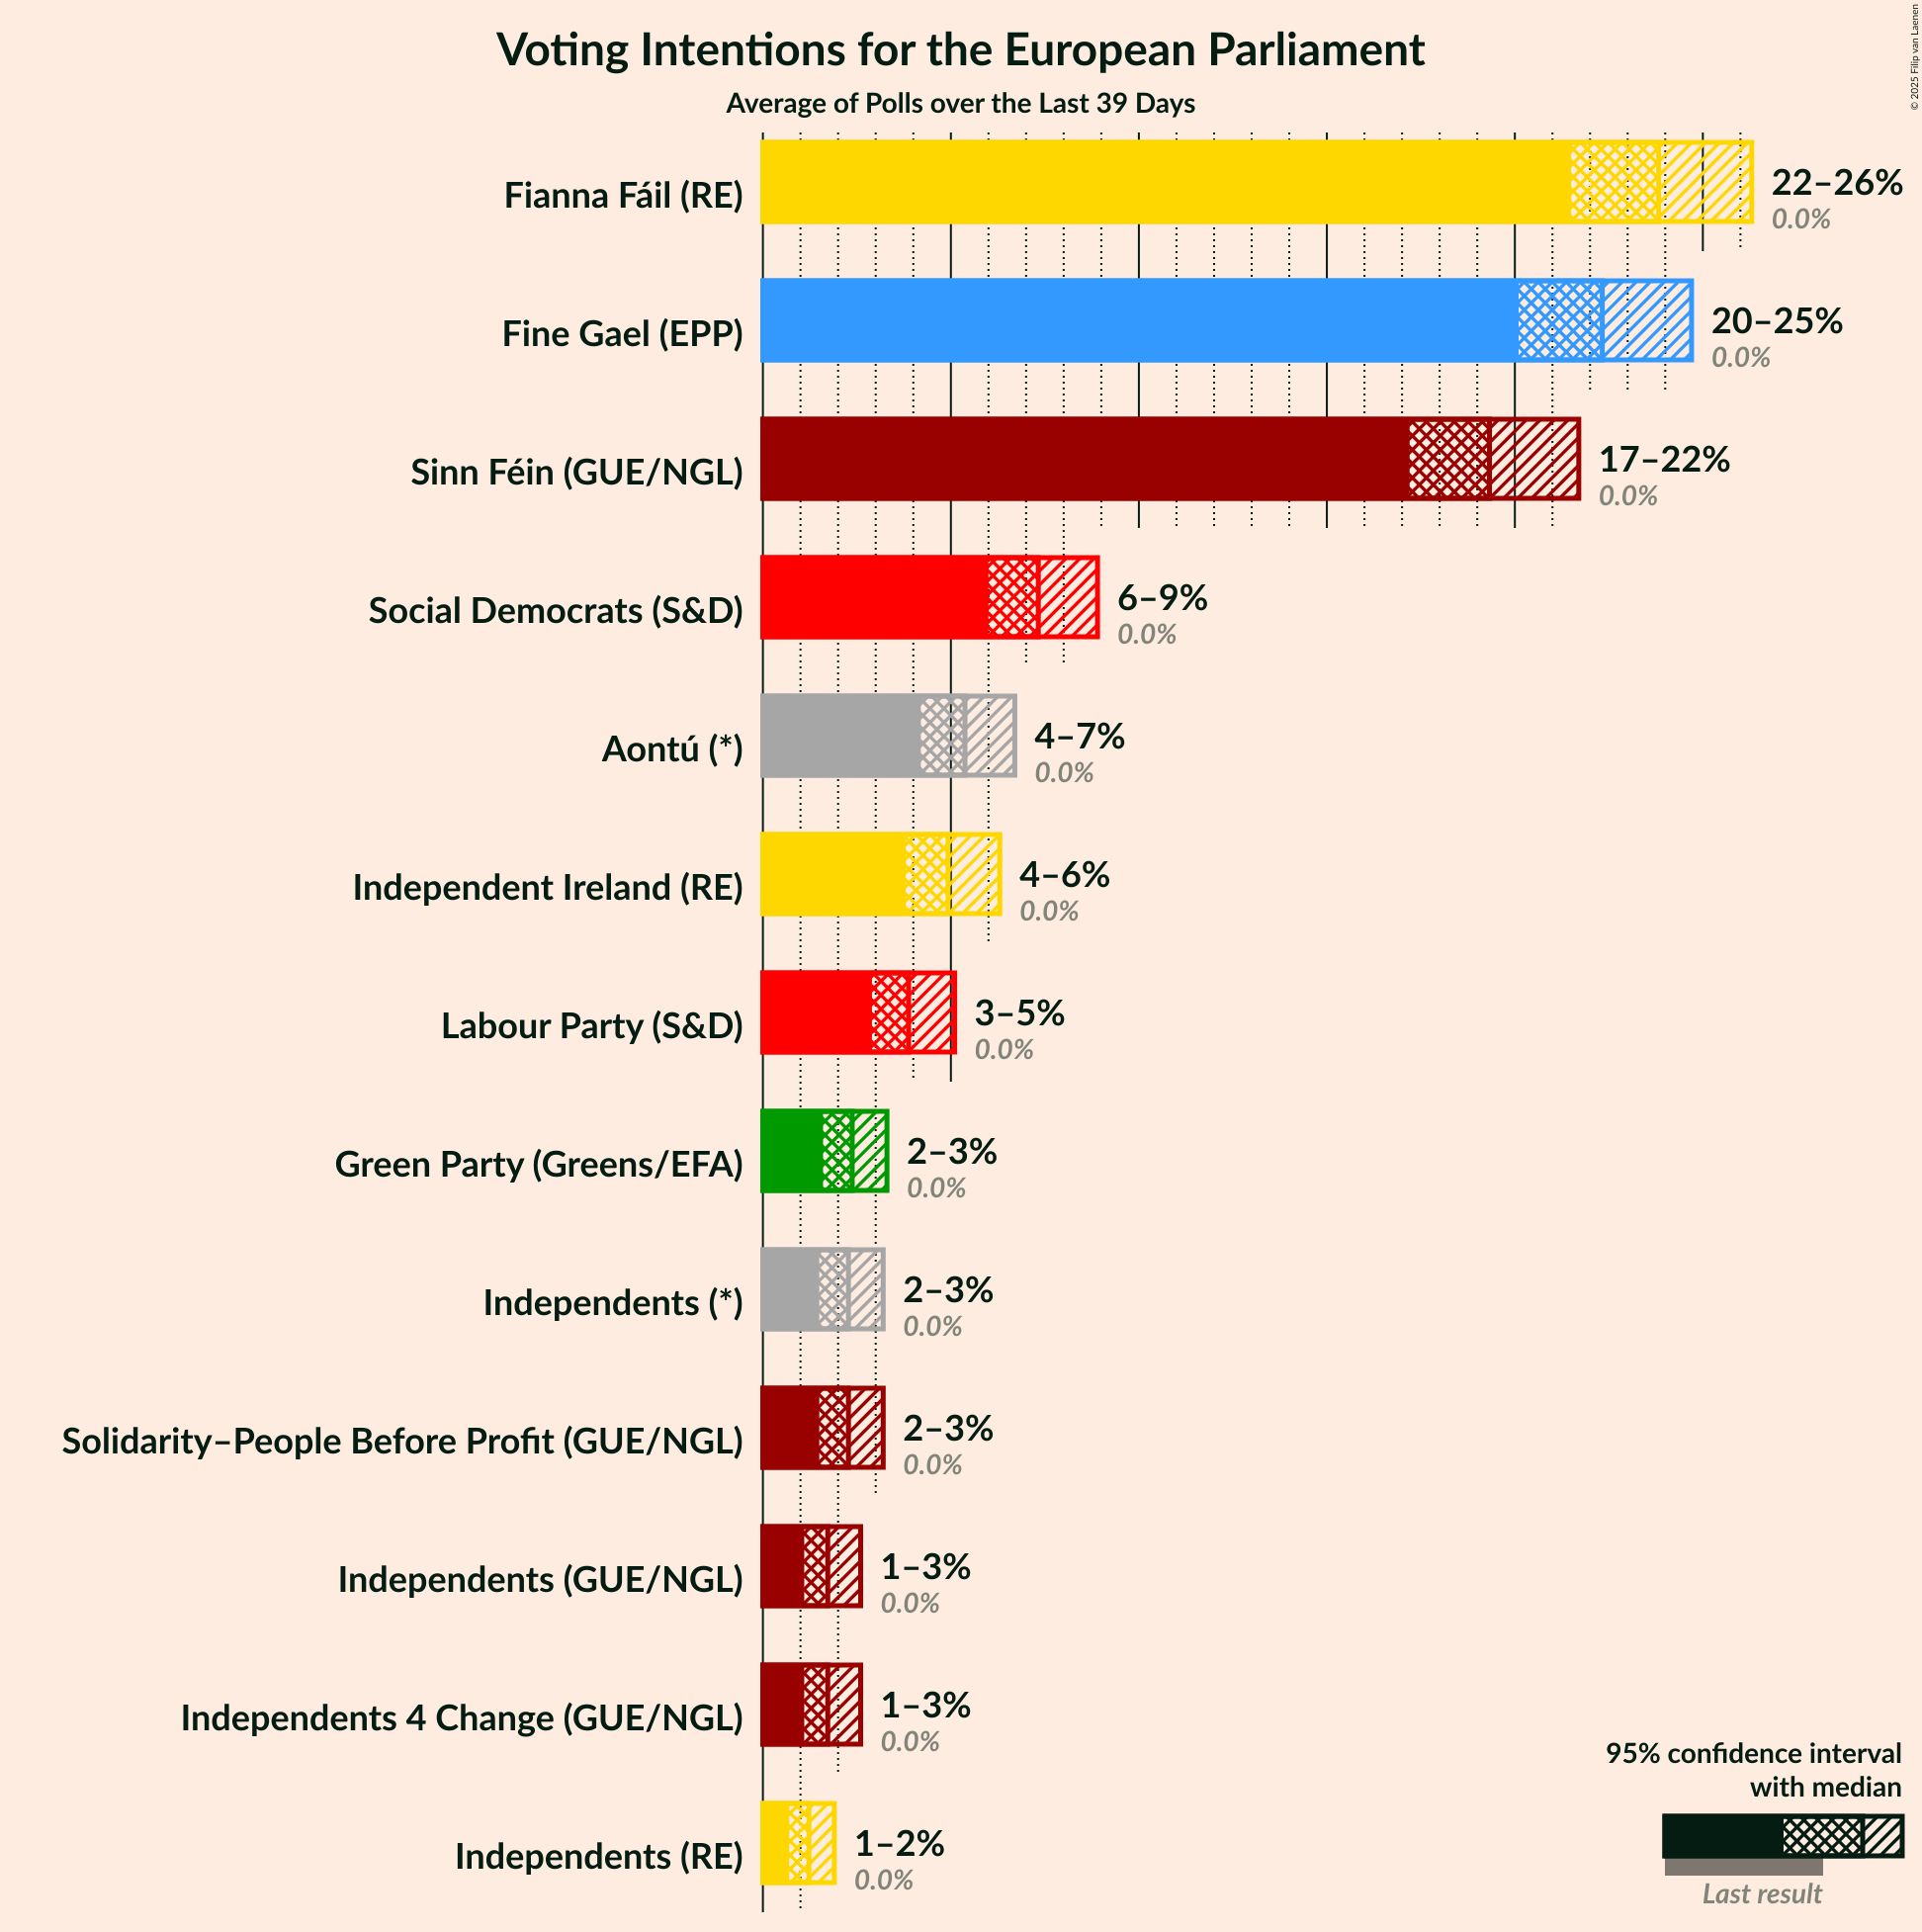 Voting Intentions for the European Parliament
Average of Polls over the Last 39 Days
© 2025 Filip van Laenen
Fianna Fáil (RE)
22–26%
0.0%
Fine Gael (EPP)
20–25%
0.0%
Sinn Féin (GUE/NGL)
17–22%
0.0%
Social Democrats (S&D)
6–9%
0.0%
Aontú (*)
4–7%
0.0%
Independent Ireland (RE)
4–6%
0.0%
Labour Party (S&D)
3–5%
0.0%
Green Party (Greens/EFA)
2–3%
0.0%
Independents (*)
2–3%
0.0%
Solidarity–People Before Profit (GUE/NGL)
2–3%
0.0%
Independents (GUE/NGL)
1–3%
0.0%
Independents 4 Change (GUE/NGL)
1–3%
0.0%
Independents (RE)
1–2%
0.0%
95% confidence interval
with median
Last result